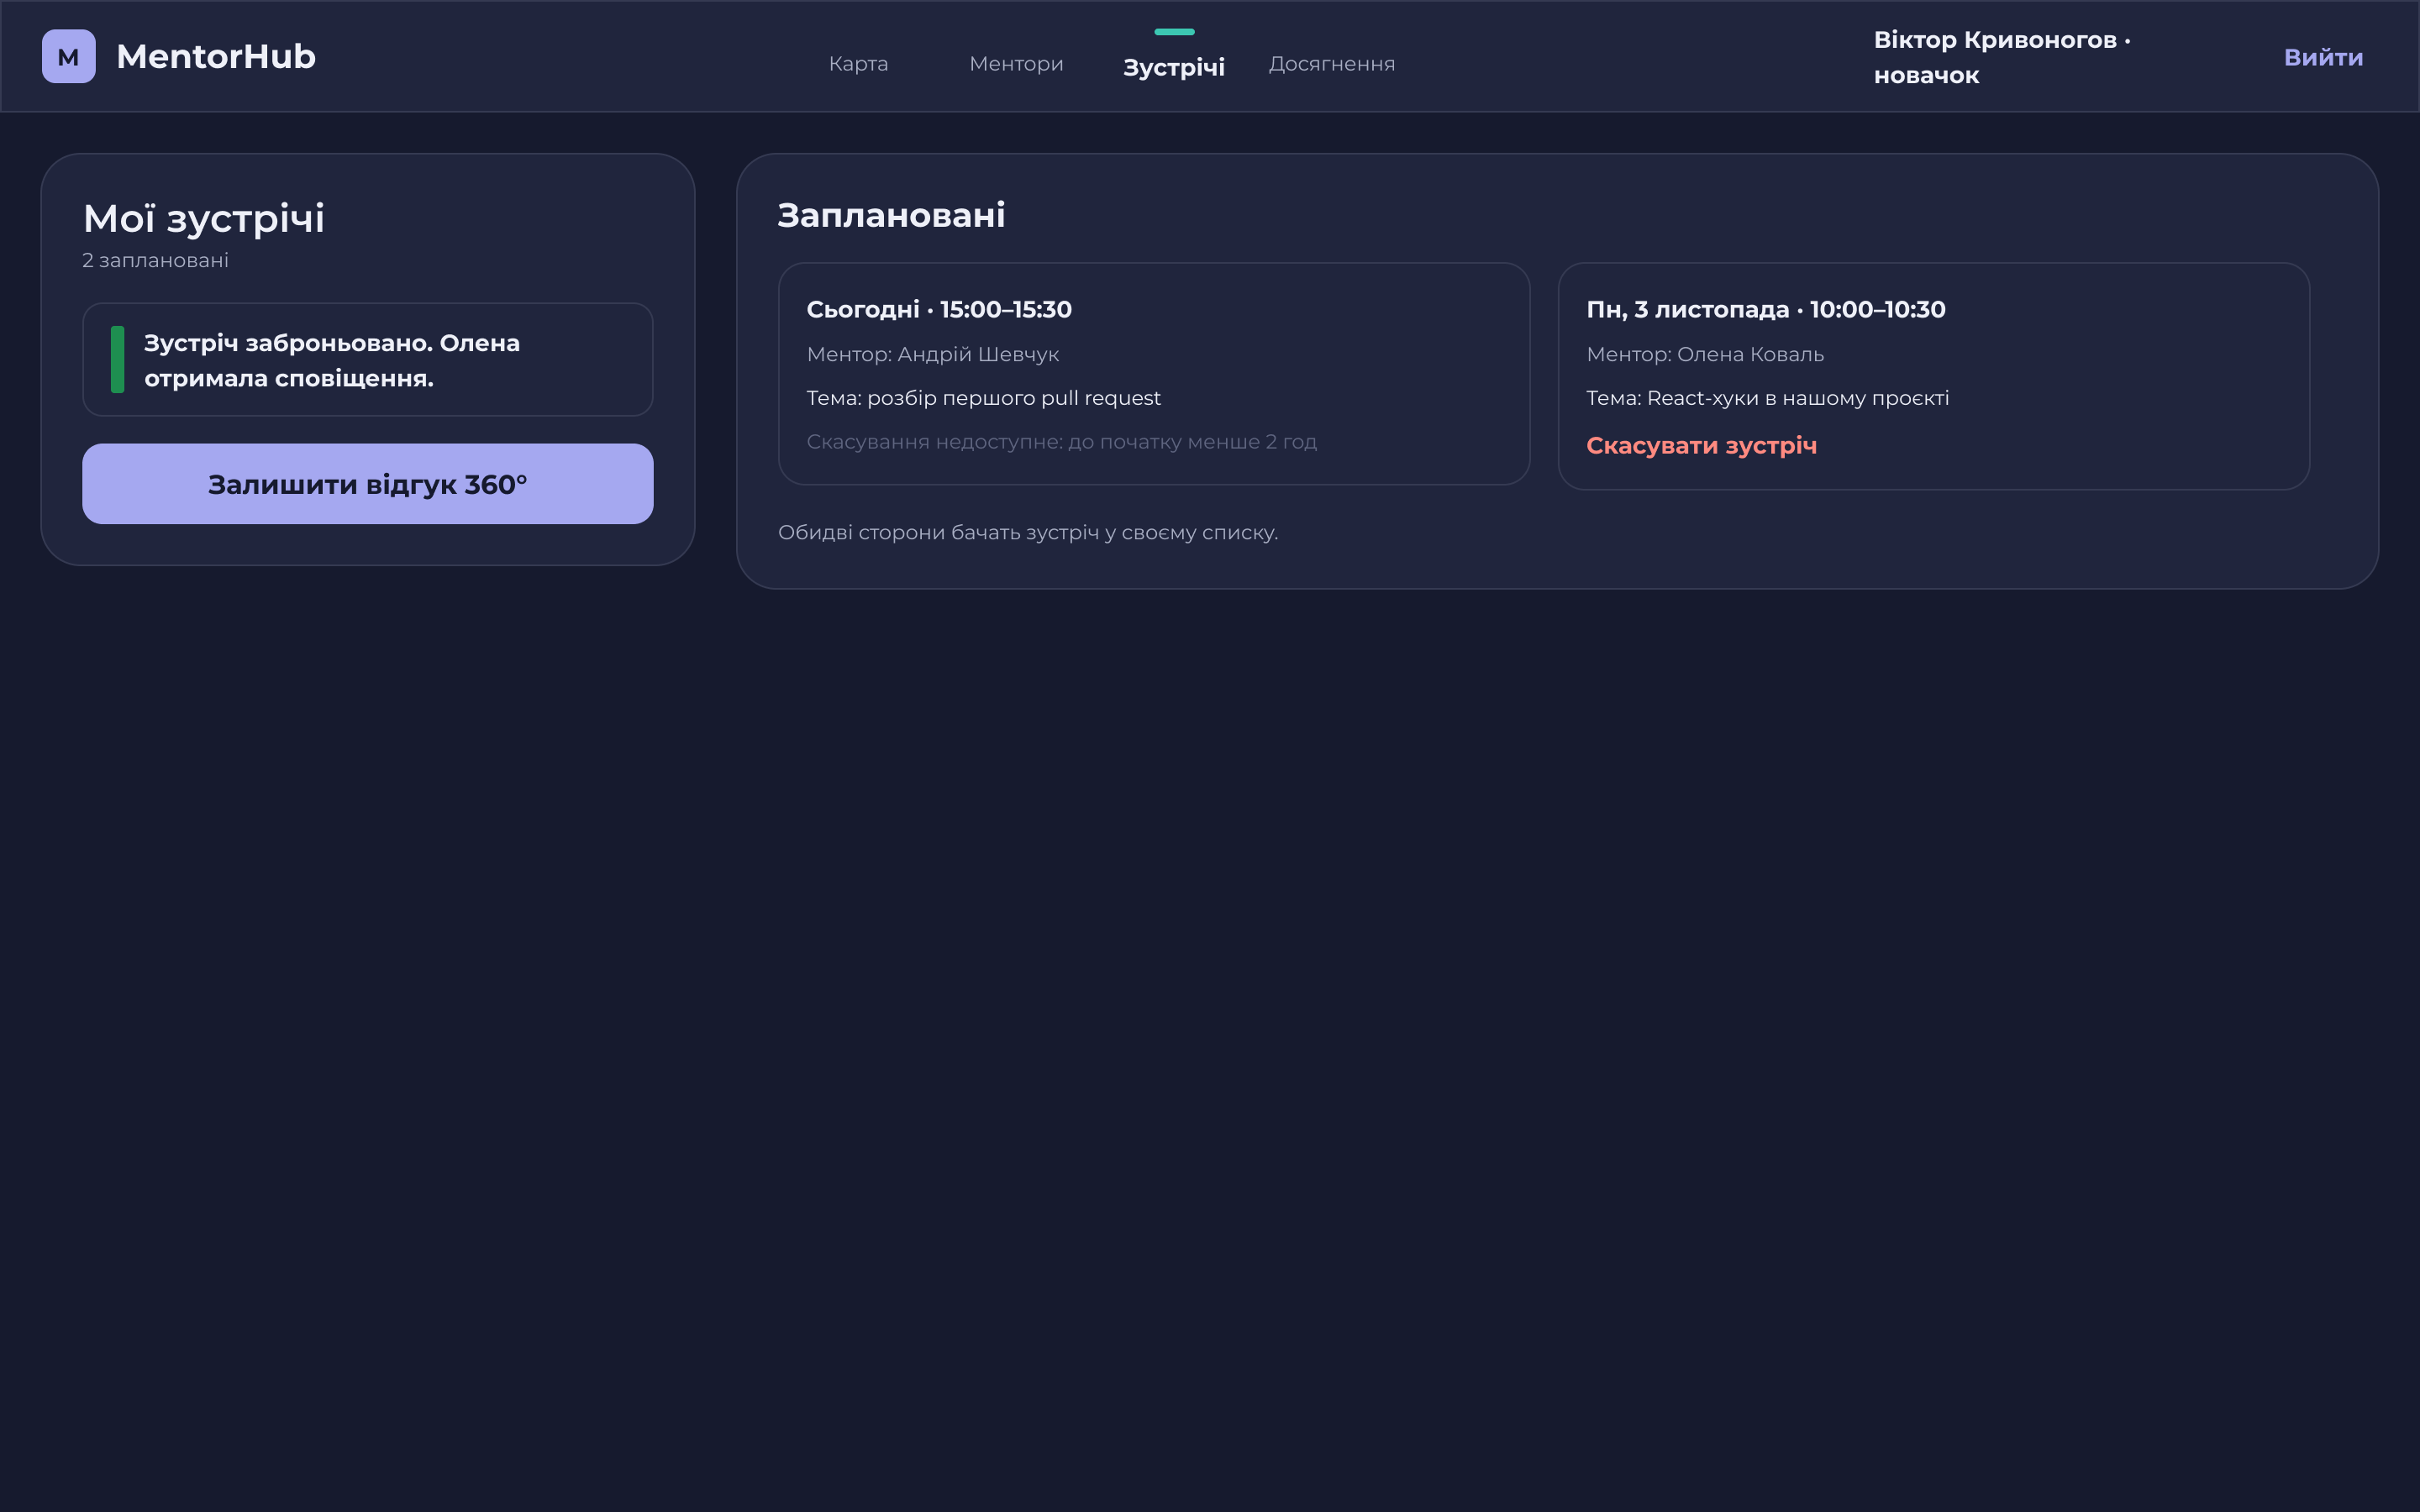 M
MentorHub
Карта
Ментори
Зустрічі
Досягнення
Віктор Кривоногов ·
новачок
Вийти
Мої зустрічі
2 заплановані
Зустріч заброньовано. Олена
отримала сповіщення.
Залишити відгук 360°
Заплановані
Сьогодні · 15:00–15:30
Ментор: Андрій Шевчук
Тема: розбір першого pull request
Скасування недоступне: до початку менше 2 год
Пн, 3 листопада · 10:00–10:30
Ментор: Олена Коваль
Тема: React-хуки в нашому проєкті
Скасувати зустріч
Обидві сторони бачать зустріч у своєму списку.